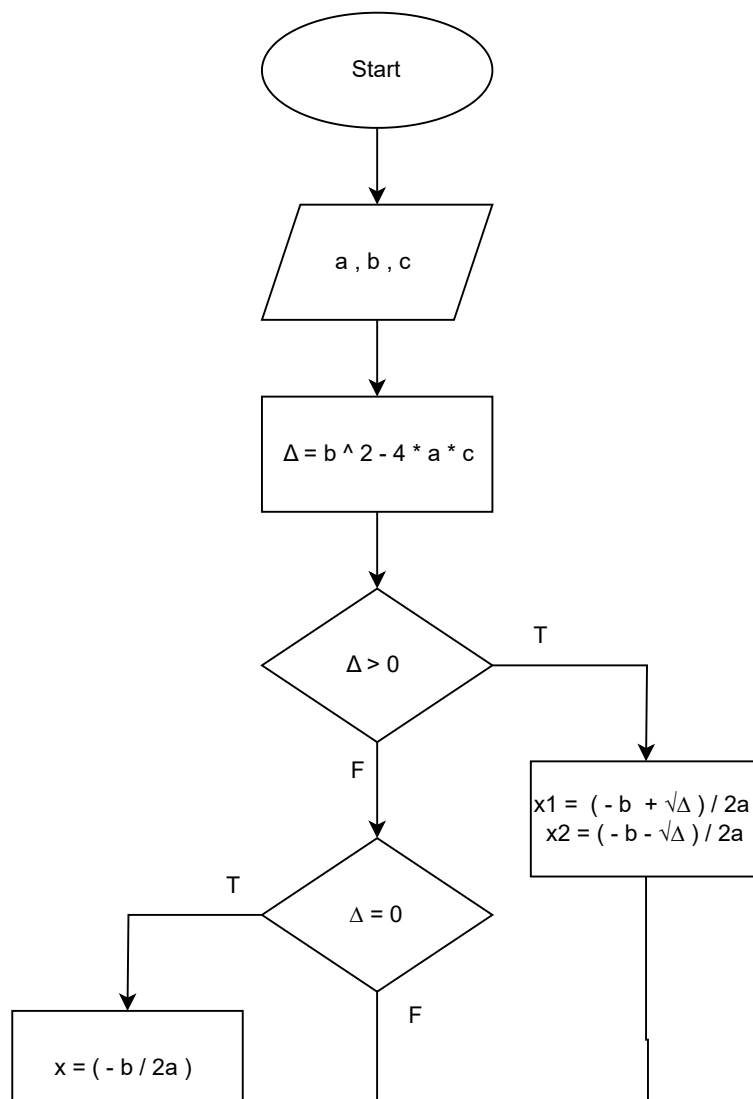 Start
a , b , c
Δ = b ^ 2 - 4 * a * c
Δ > 0
T
F
x1 = ( - b + √Δ ) / 2a
x2 = ( - b - √Δ ) / 2a
T
Δ = 0
F
x = ( - b / 2a )